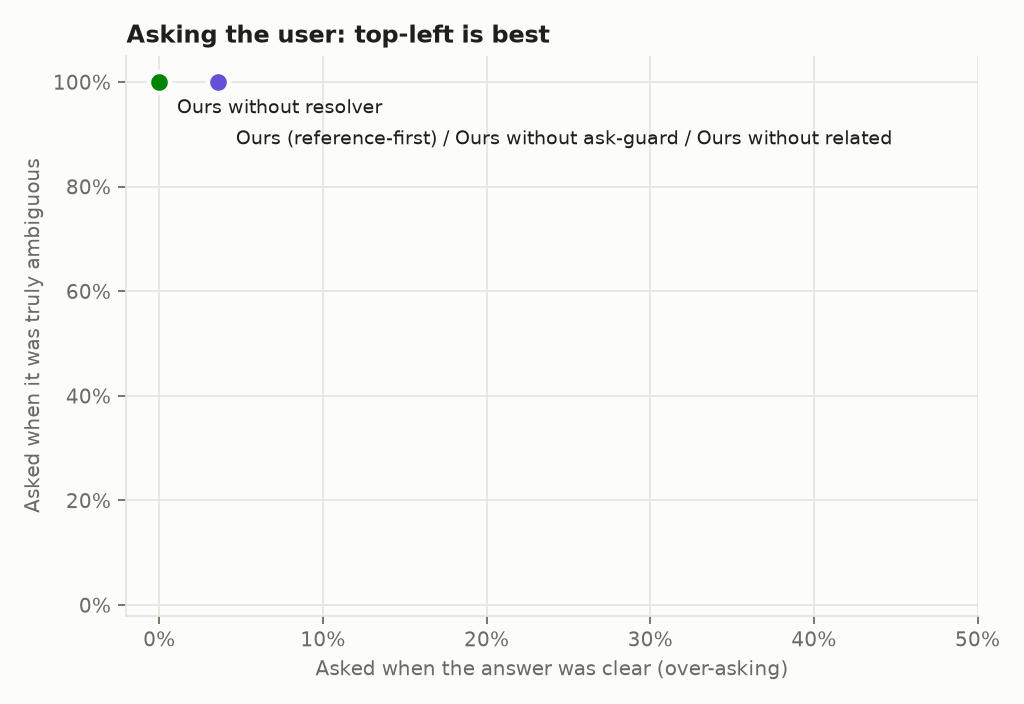 Asking the user: top-left is best
100%
80%
60%
40%
20%
0%
Asked when it was truly ambiguous
Ours without resolver
Ours (reference-first) / Ours without ask-guard / Ours without related
0%
10%
20%
30%
40%
50%
Asked when the answer was clear (over-asking)